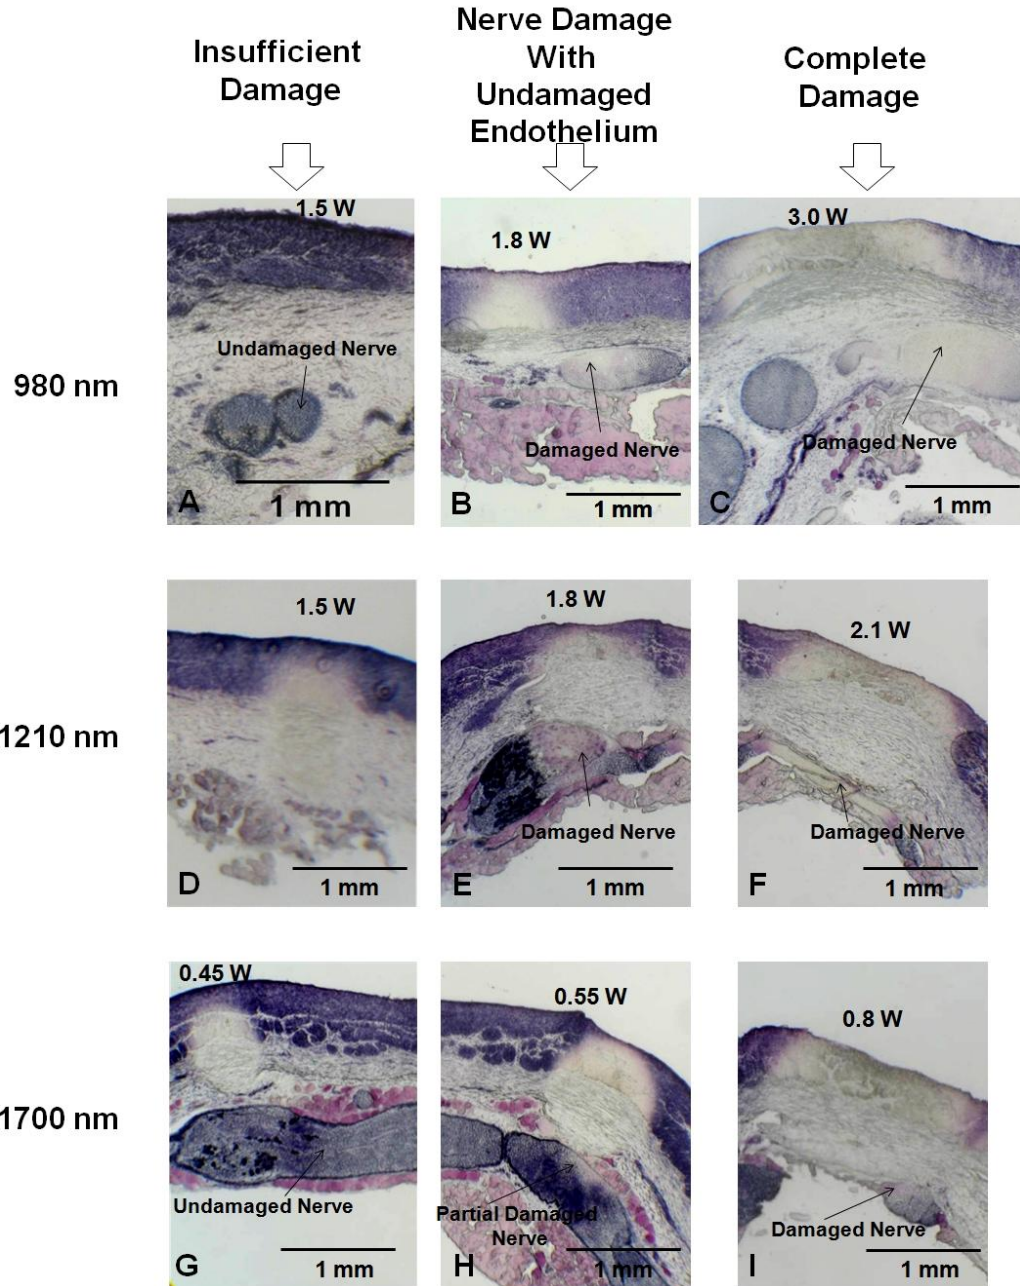 Insufficient
Damage
Nerve Damage
With
Undamaged
Endothelium
Complete
Damage
980 nm
1.5 W
Undamaged Nerve
A
1 mm
1.8 W
Damaged Nerve
B
1 mm
3.0 W
Damaged Nerve
C
1 mm
1210 nm
1.5 W
D
1 mm
1.8 W
Damaged Nerve
E
1 mm
2.1 W
Damaged Nerve
F
1 mm
1700 nm
0.45 W
Undamaged Nerve
G
1 mm
0.55 W
Partial Damaged
Nerve
H
1 mm
0.8 W
Damaged Nerve
I
1 mm